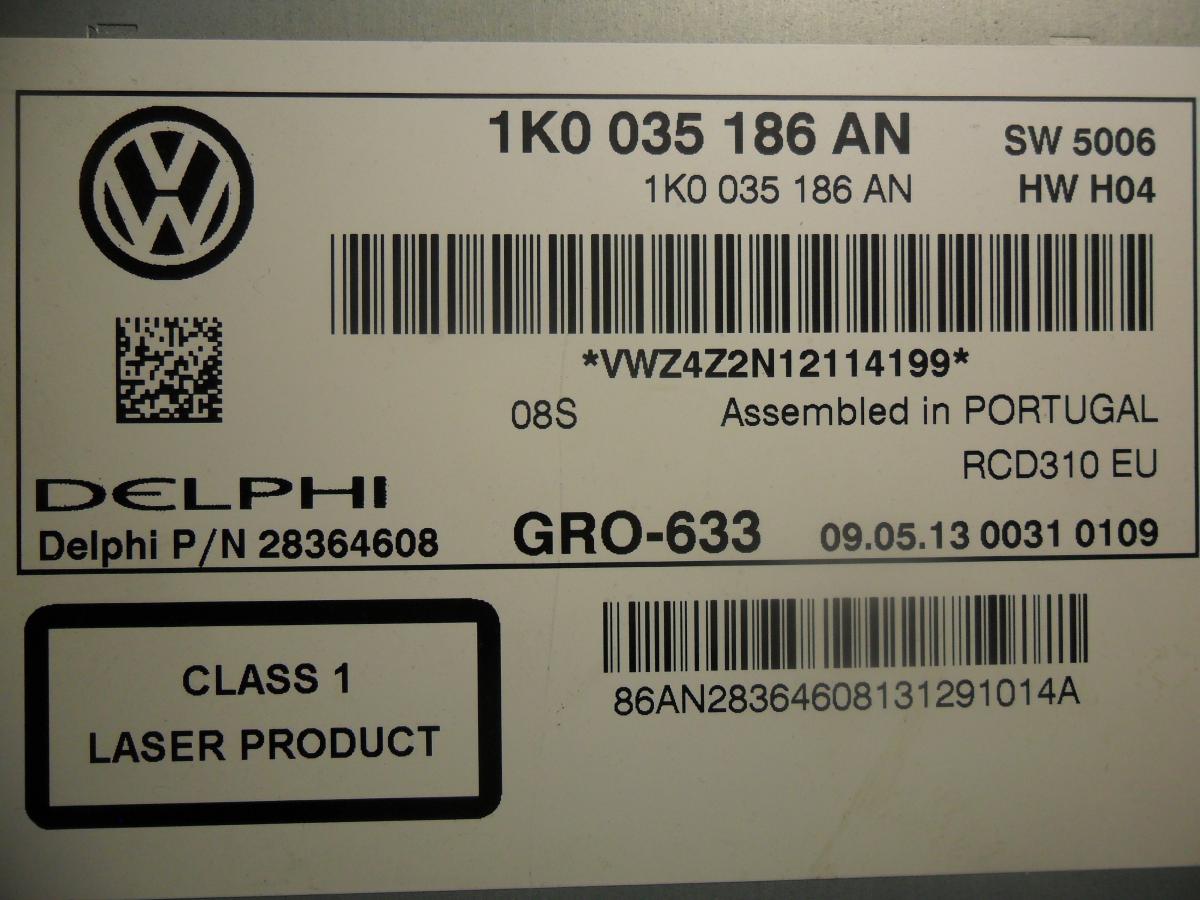 1K0 035 186 AN SW 5006
1K0 035 186 AN HW H04
*VWZ4Z2N12114199*
08S Assembled in PORTUGAL
RCD310 EU
DELPHI
Delphi P/N 28364608 GRO-633 09.05.13 0031 0109
CLASS 1
LASER PRODUCT
86AN28364608131291014A